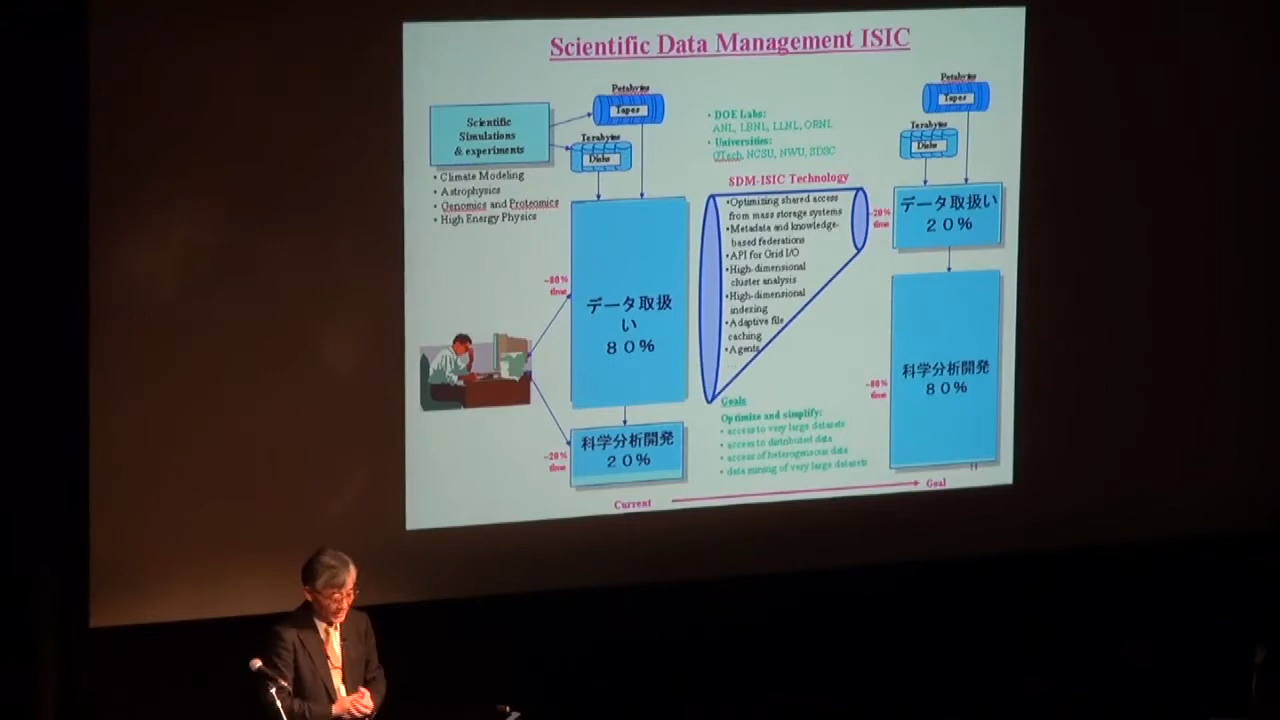 Scientific Data Management ISIC
Scientific
Simulations
& experiments
• Climate Modeling
• Astrophysics
• Genomics and Proteomics
• High Energy Physics
Petabytes
Tapes
Terabytes
Disks
~80%
time
データ取扱
い
80%
~20%
time
科学分析開発
20%
• DOE Labs:
ANL, LBNL, LLNL, ORNL
• Universities:
GTech, NCSU, NWU, SDSC
SDM-ISIC Technology
•Optimizing shared access
from mass storage systems
•Metadata and knowledge-
based federations
•API for Grid I/O
•High-dimensional
cluster analysis
•High-dimensional
indexing
•Adaptive file
caching
•Agents
...
Goals
Optimize and simplify:
• access to very large datasets
• access to distributed data
• access of heterogeneous data
• data mining of very large datasets
Petabytes
Tapes
Terabytes
Disks
~20%
time
データ取扱い
20%
~80%
time
科学分析開発
80%
11
Current
Goal